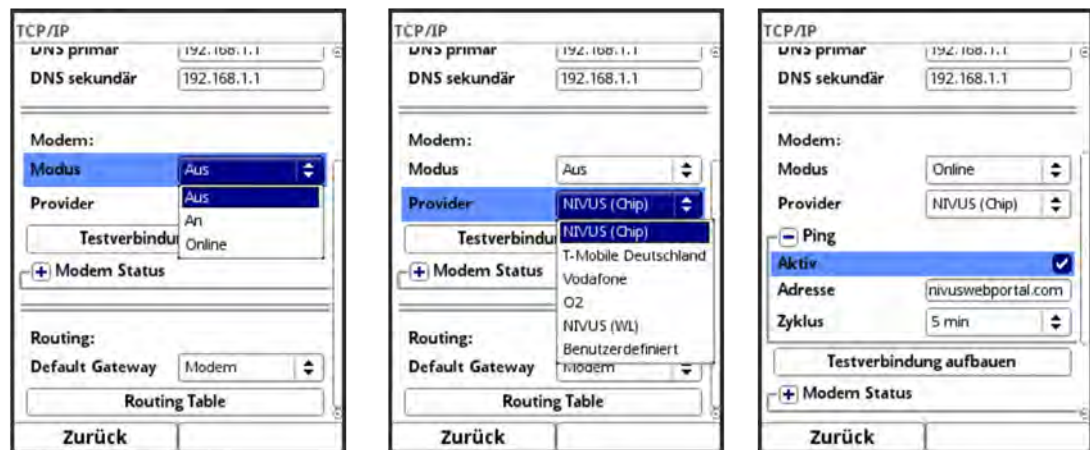 TCP/IP
DNS primär 192.168.1.1
DNS sekundär 192.168.1.1
Modem:
Modus Aus
Aus
An
Online
Provider
Testverbindu
Modem Status
Routing:
Default Gateway Modem
Routing Table
Zurück
TCP/IP
DNS primär 192.168.1.1
DNS sekundär 192.168.1.1
Modem:
Modus Aus
Provider NIVUS (Chip)
NIVUS (Chip)
T-Mobile Deutschland
Vodafone
O2
NIVUS (WL)
Benutzerdefiniert
Testverbindu
Modem Status
Routing:
Default Gateway Modem
Routing Table
Zurück
TCP/IP
DNS primär 192.168.1.1
DNS sekundär 192.168.1.1
Modem:
Modus Online
Provider NIVUS (Chip)
Ping
Aktiv
Adresse nivuswebportal.com
Zyklus 5 min
Testverbindung aufbauen
Modem Status
Zurück